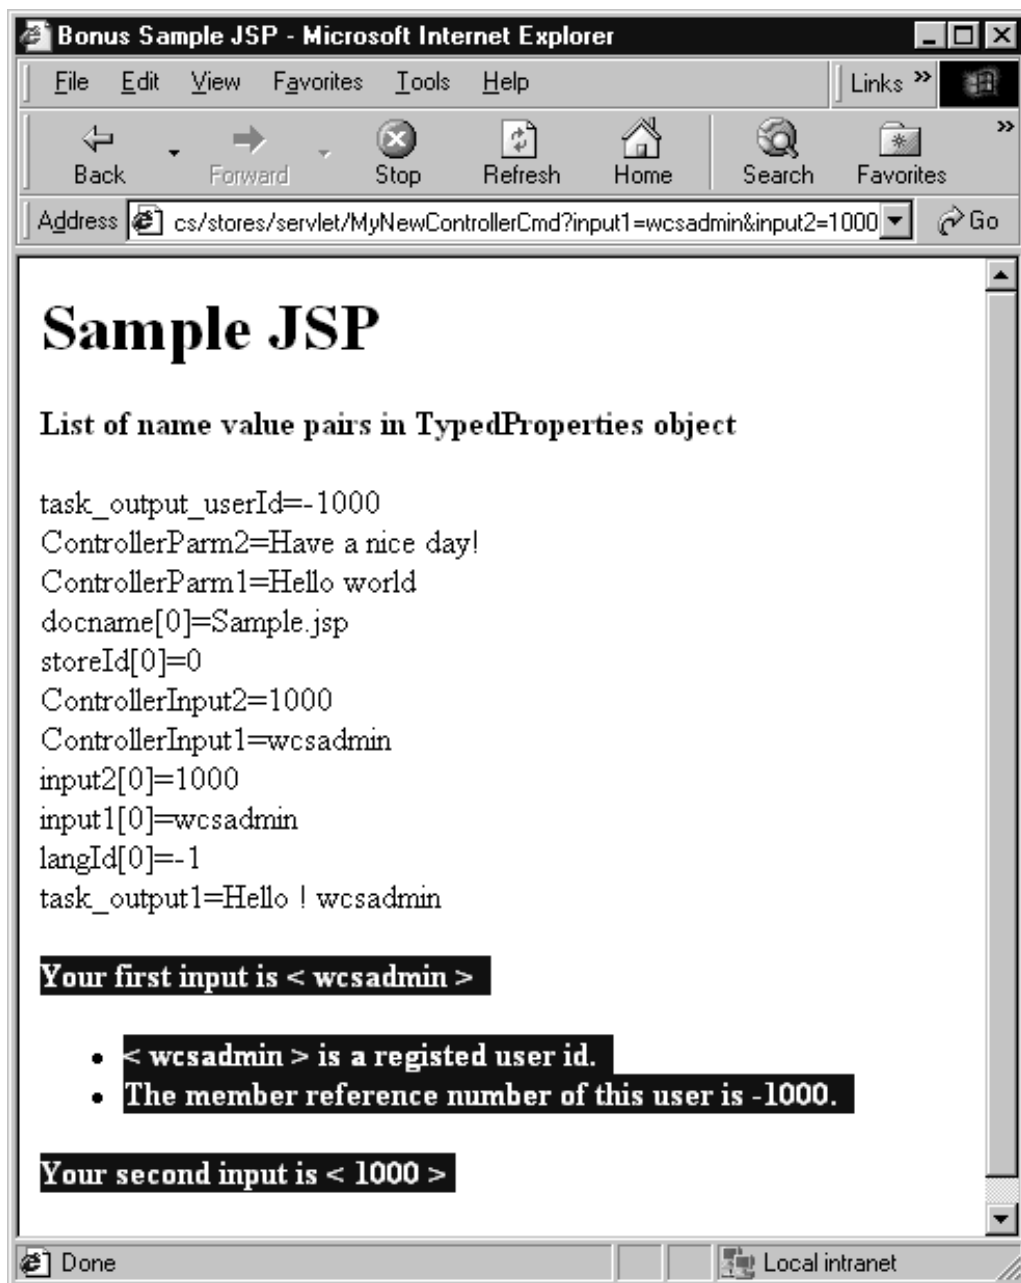 Bonus Sample JSP - Microsoft Internet Explorer
File Edit View Favorites Tools Help Links »
Back Forward Stop Refresh Home Search Favorites »
Address cs/stores/servlet/MyNewControllerCmd?input1=wcsadmin&input2=1000 Go
Sample JSP
List of name value pairs in TypedProperties object
task_output_userId=-1000
ControllerParm2=Have a nice day!
ControllerParm1=Hello world
docname[0]=Sample.jsp
storeId[0]=0
ControllerInput2=1000
ControllerInput1=wcsadmin
input2[0]=1000
input1[0]=wcsadmin
langId[0]=-1
task_output1=Hello ! wcsadmin
Your first input is < wcsadmin >
• < wcsadmin > is a registed user id.
• The member reference number of this user is -1000.
Your second input is < 1000 >
Done Local intranet